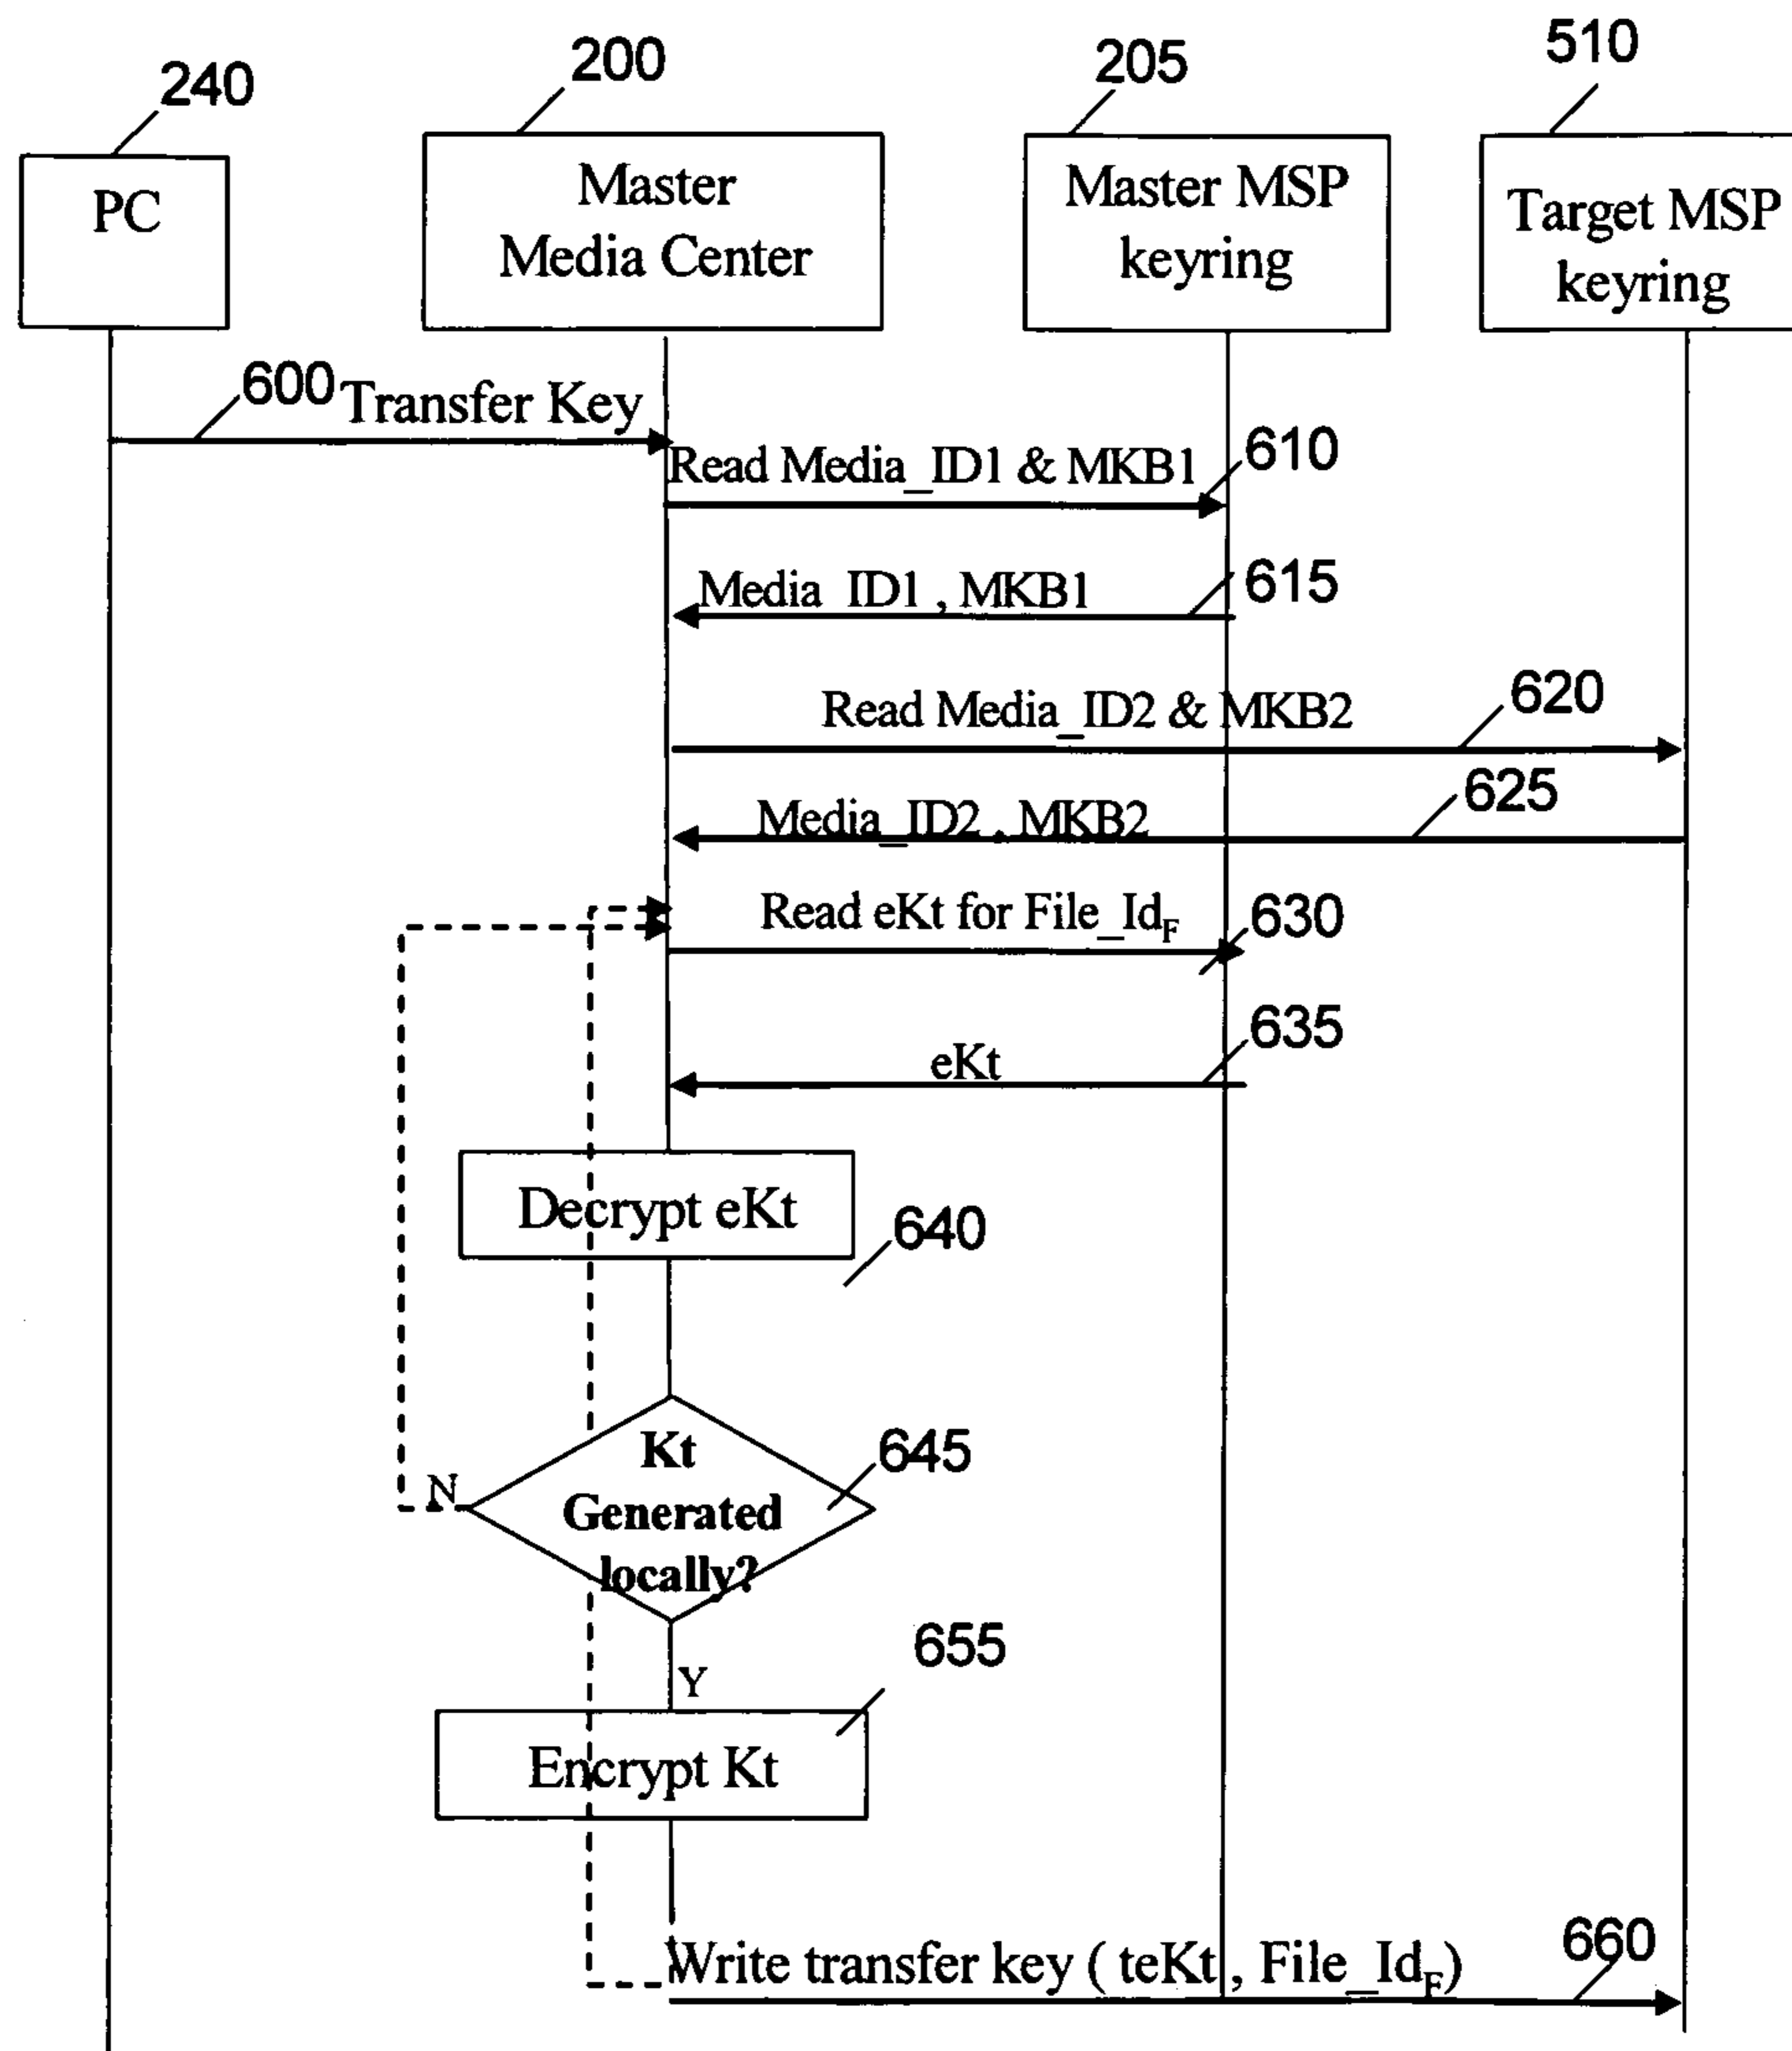 510
200
205
240
PC
Master
Media Center
Master MSP
keyring
Target MSP
keyring
600 Transfer Key
Read Media_ID1 & MKB1 610
Media ID1 , MKB1 615
Read Media_ID2 & MKB2 620
Media_ID2 , MKB2 625
Read eKt for File_IdF 630
635
eKt
Decrypt eKt
640
Kt
Generated
locally?
645
N
655
Y
Encrypt Kt
660
Write transfer key ( teKt , File_IdF)